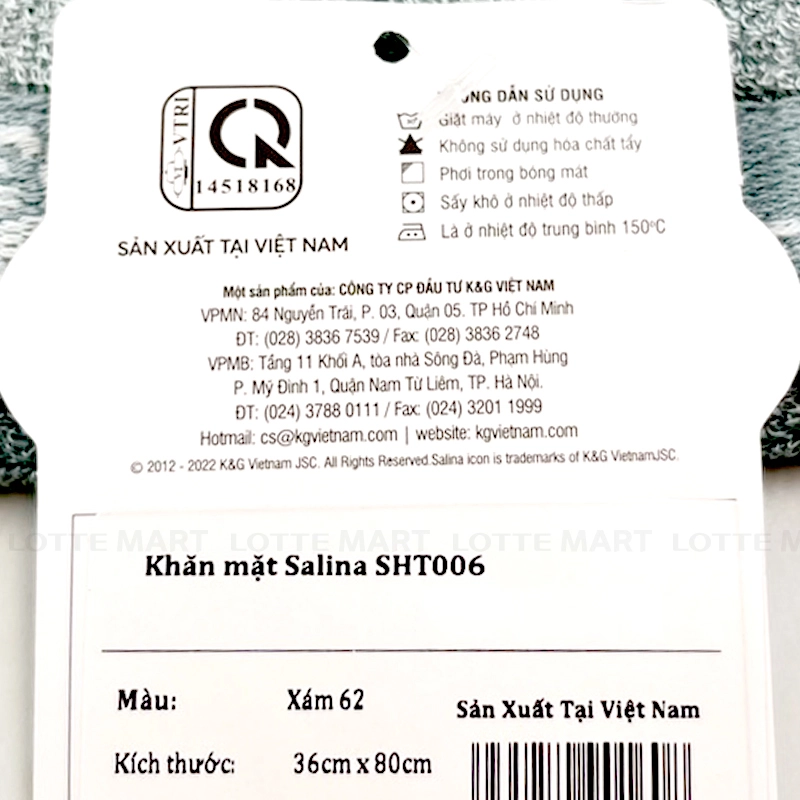 VTRI
14518168
SẢN XUẤT TẠI VIỆT NAM
DẪN SỬ DỤNG
Giặt máy ở nhiệt độ thường
Không sử dụng hóa chất tẩy
Phơi trong bóng mát
Sấy khô ở nhiệt độ thấp
Là ở nhiệt độ trung bình 150ºC
Một sản phẩm của: CÔNG TY CP ĐẦU TƯ K&G VIỆT NAM
VPMN: 84 Nguyễn Trãi, P. 03, Quận 05. TP Hồ Chí Minh
ĐT: (028) 3836 7539 / Fax: (028) 3836 2748
VPMB: Tầng 11 Khối A, tòa nhà Sông Đà, Phạm Hùng
P. Mỹ Đình 1, Quận Nam Từ Liêm, TP. Hà Nội.
ĐT: (024) 3788 0111 / Fax: (024) 3201 1999
Hotmail: cs@kgvietnam.com | website: kgvietnam.com
© 2012 - 2022 K&G Vietnam JSC. All Rights Reserved.Salina icon is trademarks of K&G VietnamJSC.
LOTTE MART LOTTE MART LOTTE M
Khăn mặt Salina SHT006
Màu: Xám 62
Sản Xuất Tại Việt Nam
Kích thước: 36cm x 80cm